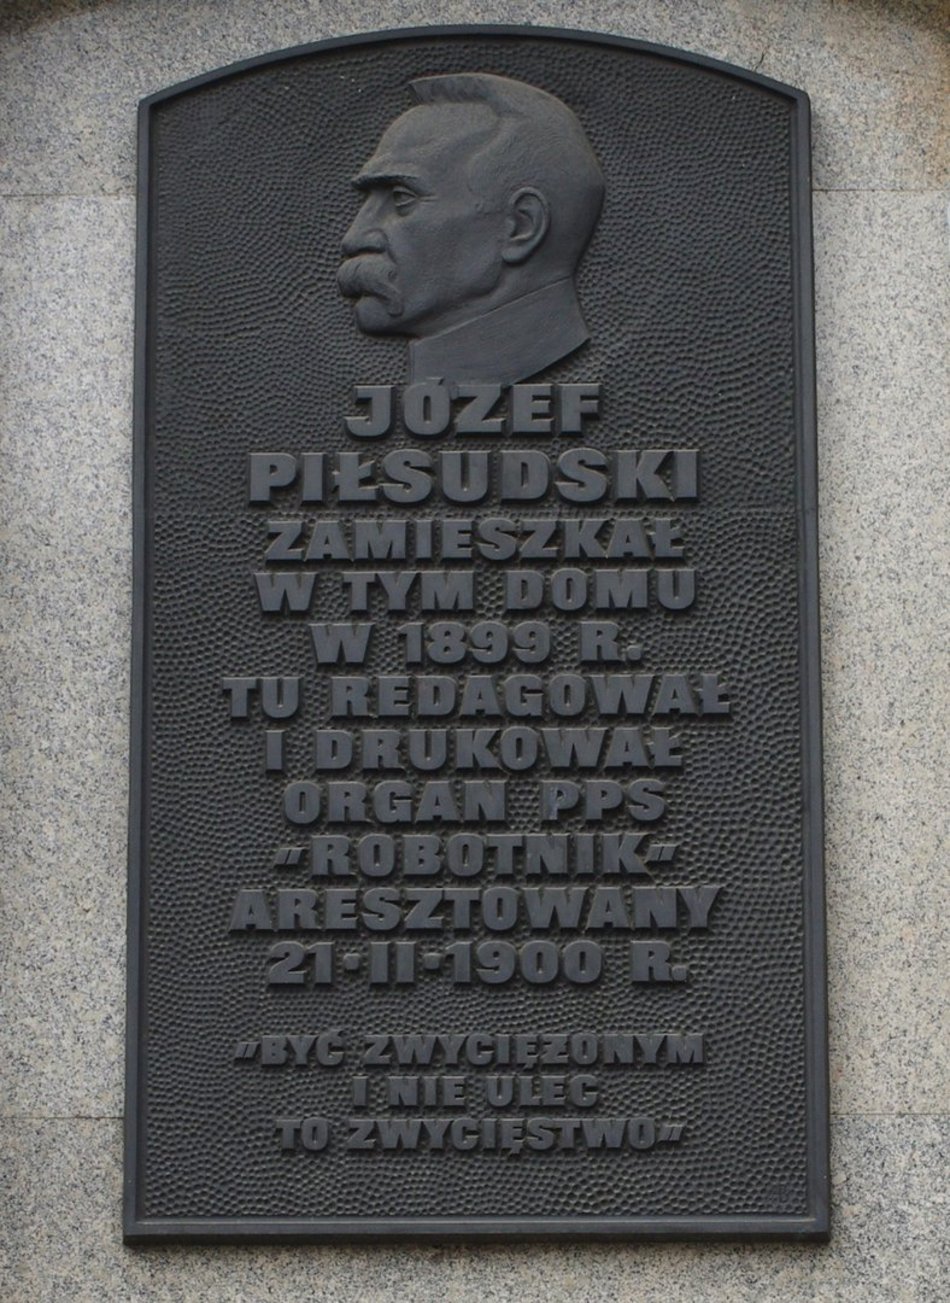 JÓZEF
PIŁSUDSKI
ZAMIESZKAŁ
W TYM DOMU
W 1899 R.
TU REDAGOWAŁ
I DRUKOWAŁ
ORGAN PPS
"ROBOTNIK"
ARESZTOWANY
21·II·1900 R.
"BYĆ ZWYCIĘŻONYM
I NIE ULEC
TO ZWYCIĘSTWO"